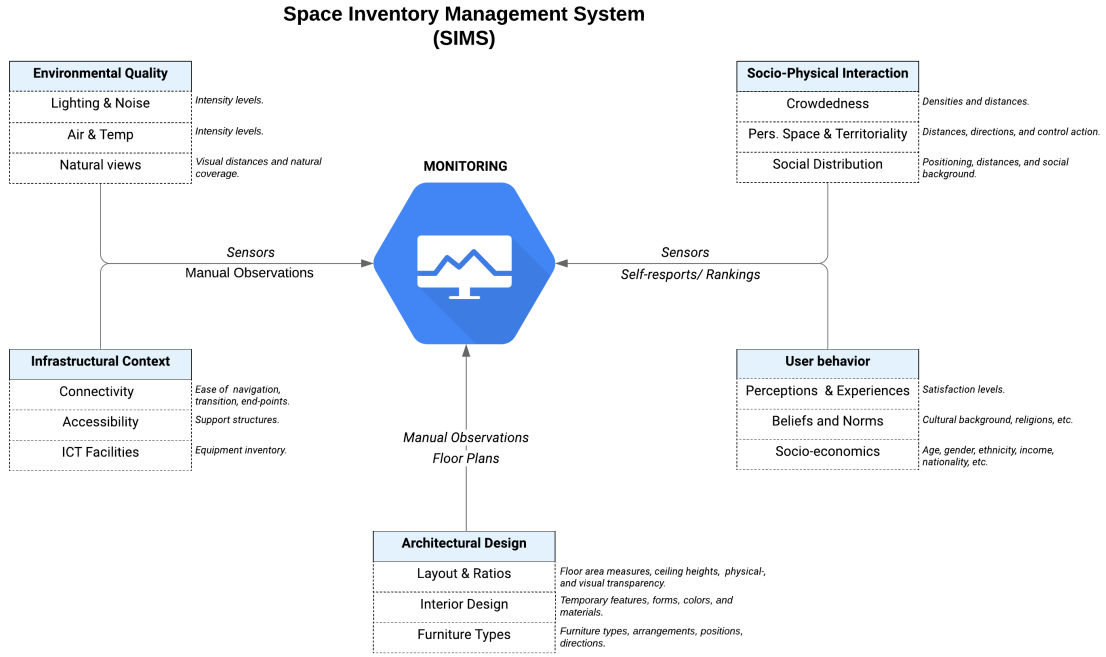 Space Inventory Management System
(SIMS)
Environmental Quality
Lighting & Noise
Intensity levels.
Air & Temp
Intensity levels.
Natural views
Visual distances and natural
coverage.
Socio-Physical Interaction
Crowdedness
Densities and distances.
Pers. Space & Territoriality
Distances, directions, and control action.
Social Distribution
Positioning, distances, and social
background.
MONITORING
Sensors
Manual Observations
Sensors
Self-resports/ Rankings
Infrastructural Context
Connectivity
Ease of navigation,
transition, end-points.
Accessibility
Support structures.
ICT Facilities
Equipment inventory.
User behavior
Perceptions & Experiences
Satisfaction levels.
Beliefs and Norms
Cultural background, religions, etc.
Socio-economics
Age, gender, ethnicity, income,
nationality, etc.
Manual Observations
Floor Plans
Architectural Design
Layout & Ratios
Floor area measures, ceiling heights, physical-,
and visual transparency.
Interior Design
Temporary features, forms, colors, and
materials.
Furniture Types
Furniture types, arrangements, positions,
directions.